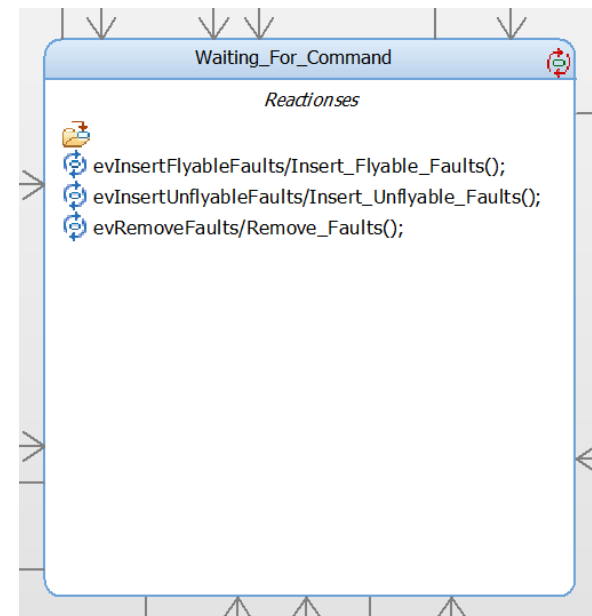 Waiting_For_Command
Reactionses
evInsertFlyableFaults/Insert_Flyable_Faults();
evInsertUnflyableFaults/Insert_Unflyable_Faults();
evRemoveFaults/Remove_Faults();